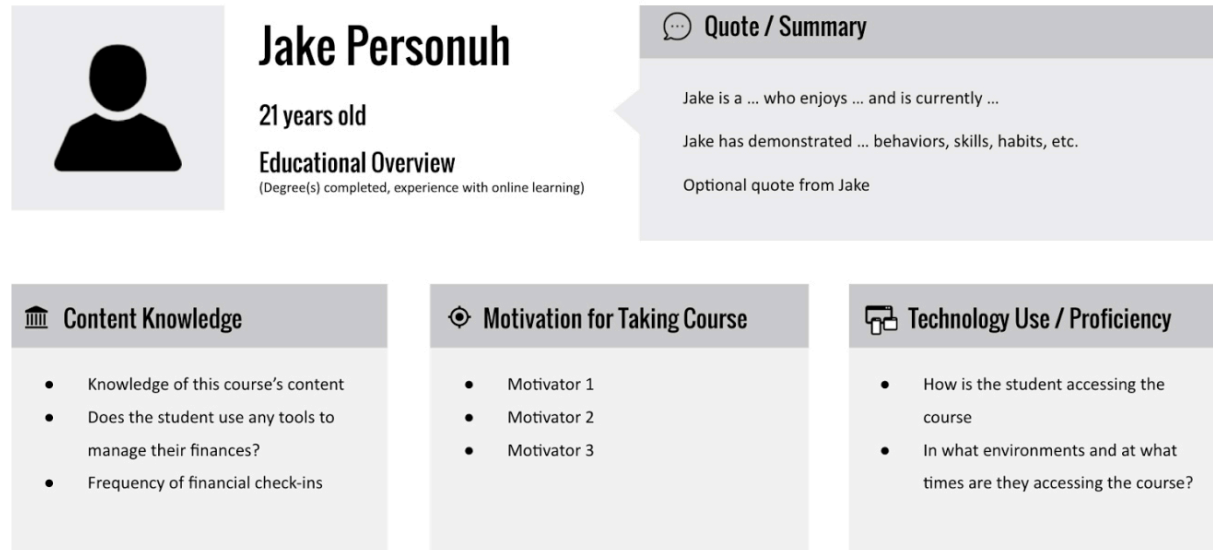 Jake Personuh
21 years old
Educational Overview
(Degree(s) completed, experience with online learning)
Quote / Summary
Jake is a ... who enjoys ... and is currently ...
Jake has demonstrated ... behaviors, skills, habits, etc.
Optional quote from Jake
Content Knowledge
● Knowledge of this course's content
● Does the student use any tools to
manage their finances?
● Frequency of financial check-ins
Motivation for Taking Course
● Motivator 1
● Motivator 2
● Motivator 3
Technology Use / Proficiency
● How is the student accessing the
course
● In what environments and at what
times are they accessing the course?